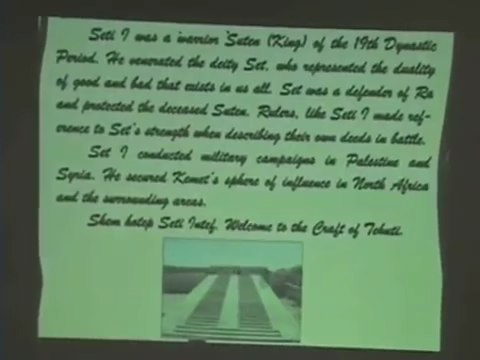 Seti I was a warrior Suten (King) of the 19th Dynastic
Period. He venerated the deity Set, who represented the duality
of good and bad that exists in us all. Set was a defender of Ra
and protected the deceased Suten. Rulers, like Seti I made ref-
erence to Set's strength when describing their own deeds in battle.
Set I conducted military campaigns in Palestine and
Syria. He secured Kemet's sphere of influence in North Africa
and the surrounding areas.
Shem hotep Seti Intef. Welcome to the Craft of Tehuti.